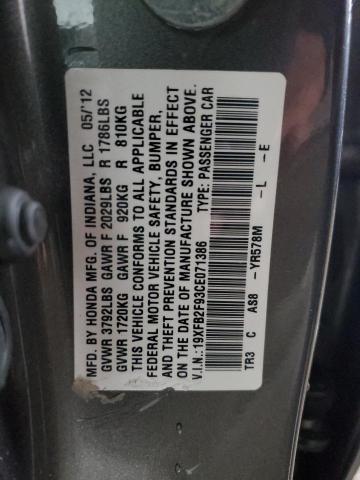 MFD. BY HONDA MFG. OF INDIANA, LLC 05/'12
GVWR 3792LBS GAWR F 2029LBS R 1786LBS
GVWR 1720KG GAWR F 920KG R 810KG
THIS VEHICLE CONFORMS TO ALL APPLICABLE
FEDERAL MOTOR VEHICLE SAFETY, BUMPER,
AND THEFT PREVENTION STANDARDS IN EFFECT
ON THE DATE OF MANUFACTURE SHOWN ABOVE.
V.I.N.:19XFB2F93CE071386 TYPE: PASSENGER CAR
TR3 C AS8 -YR578M -L -E